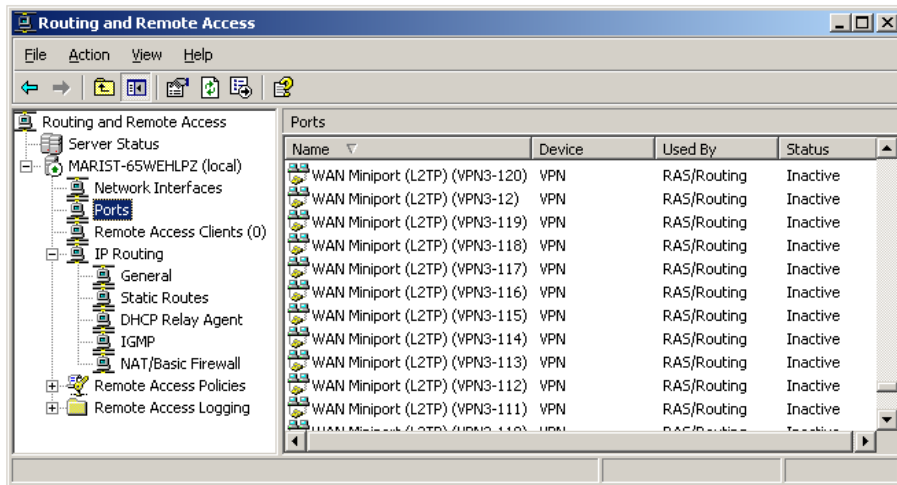 Routing and Remote Access
File Action View Help
Routing and Remote Access
Server Status
MARIST-65WEHLPZ (local)
Network Interfaces
Ports
Remote Access Clients (0)
IP Routing
General
Static Routes
DHCP Relay Agent
IGMP
NAT/Basic Firewall
Remote Access Policies
Remote Access Logging
Ports
Name Device Used By Status
WAN Miniport (L2TP) (VPN3-120) VPN RAS/Routing Inactive
WAN Miniport (L2TP) (VPN3-12) VPN RAS/Routing Inactive
WAN Miniport (L2TP) (VPN3-119) VPN RAS/Routing Inactive
WAN Miniport (L2TP) (VPN3-118) VPN RAS/Routing Inactive
WAN Miniport (L2TP) (VPN3-117) VPN RAS/Routing Inactive
WAN Miniport (L2TP) (VPN3-116) VPN RAS/Routing Inactive
WAN Miniport (L2TP) (VPN3-115) VPN RAS/Routing Inactive
WAN Miniport (L2TP) (VPN3-114) VPN RAS/Routing Inactive
WAN Miniport (L2TP) (VPN3-113) VPN RAS/Routing Inactive
WAN Miniport (L2TP) (VPN3-112) VPN RAS/Routing Inactive
WAN Miniport (L2TP) (VPN3-111) VPN RAS/Routing Inactive